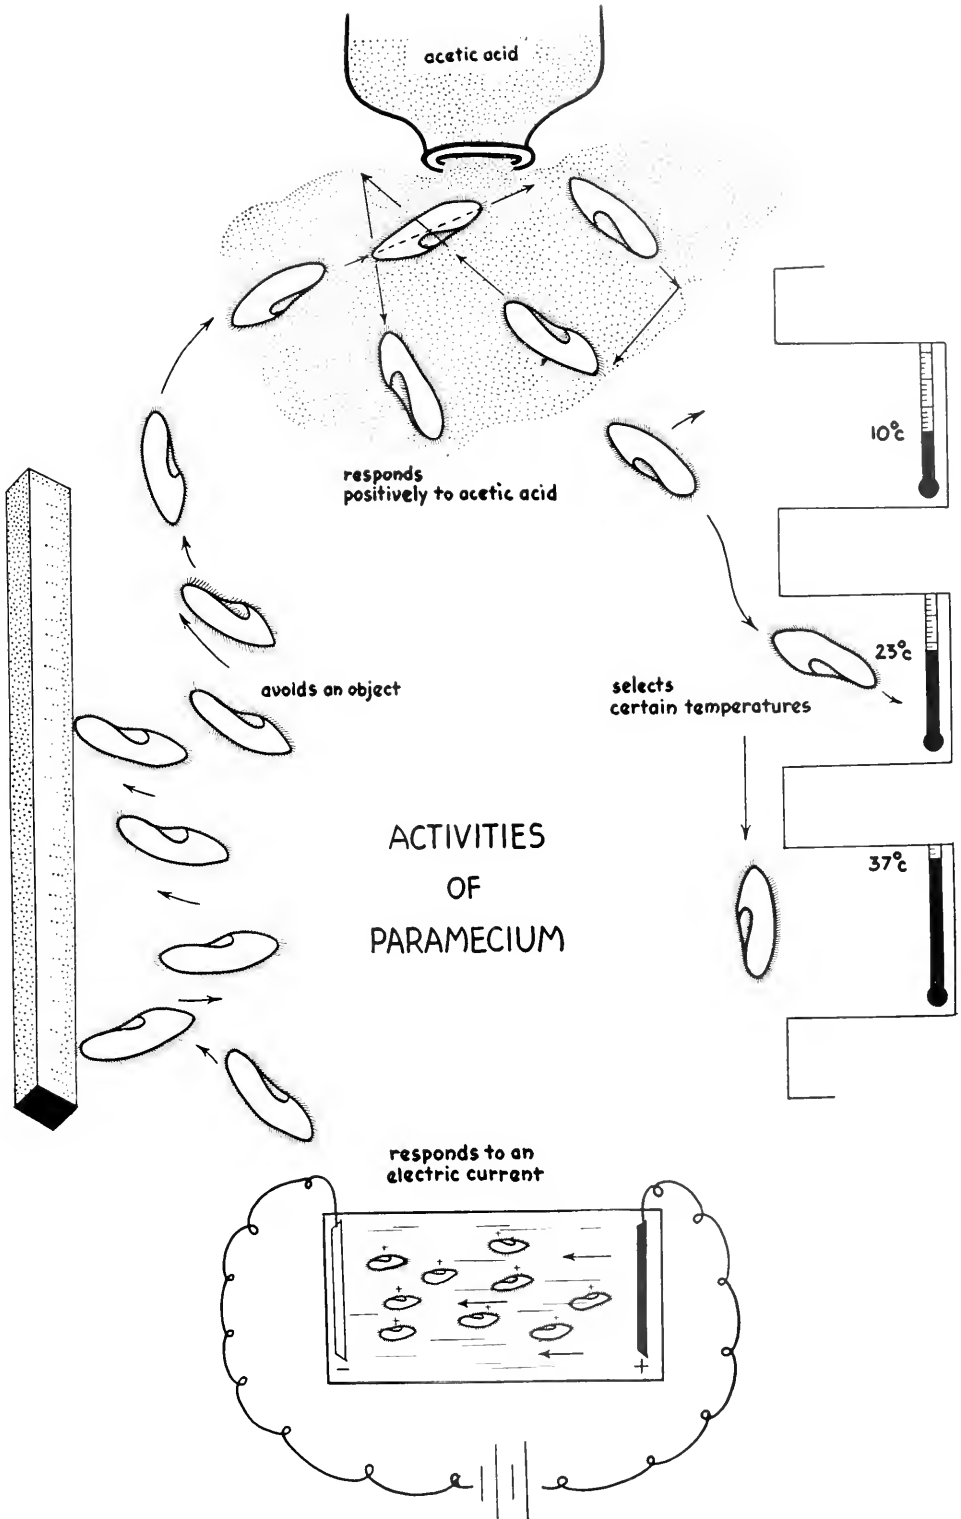 acetic acid
responds
positively to acetic acid
10°c
23°c
avoids an object
selects
certain temperatures
ACTIVITIES
OF
PARAMECIUM
37°c
responds to an
electric current
+ + + + + + + + +
- +